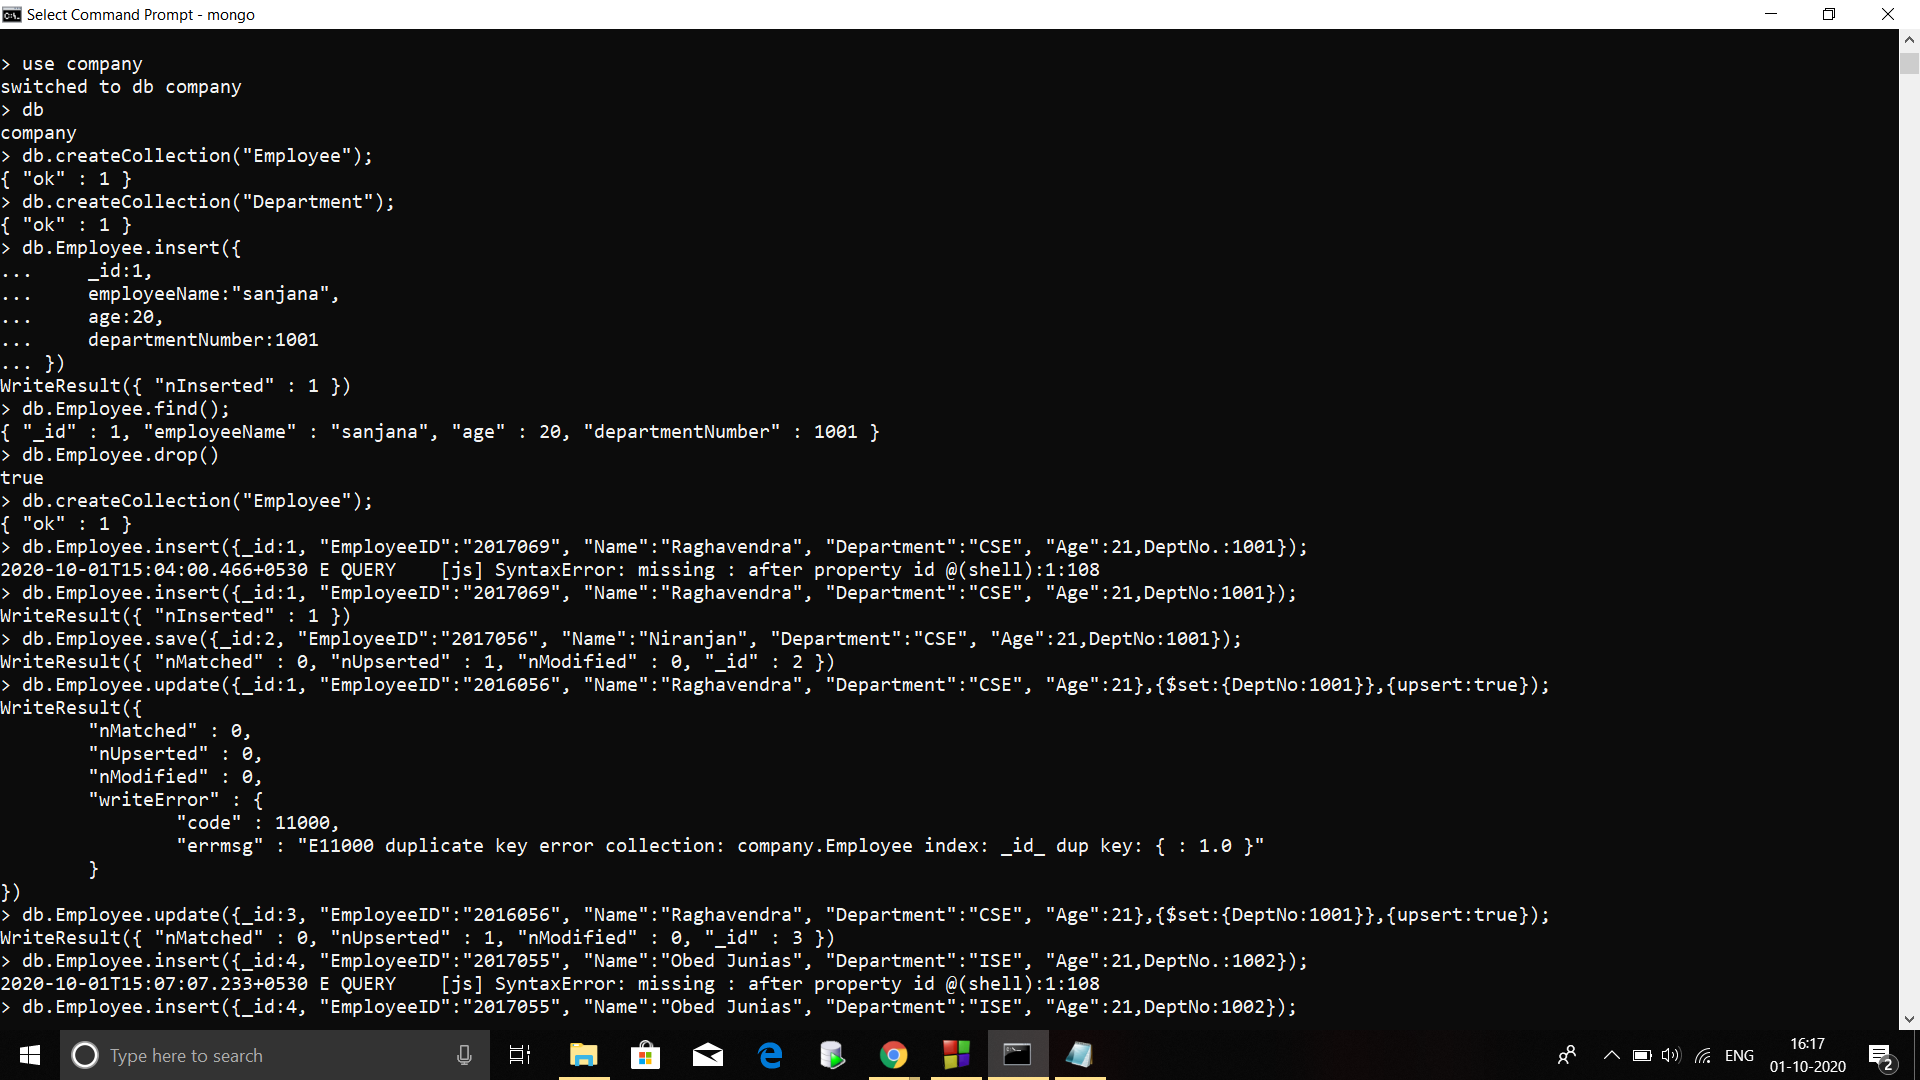 Select Command Prompt - mongo
> use company
switched to db company
> db
company
> db.createCollection("Employee");
{ "ok" : 1 }
> db.createCollection("Department");
{ "ok" : 1 }
> db.Employee.insert({
...     _id:1,
...     employeeName:"sanjana",
...     age:20,
...     departmentNumber:1001
... })
WriteResult({ "nInserted" : 1 })
> db.Employee.find();
{ "_id" : 1, "employeeName" : "sanjana", "age" : 20, "departmentNumber" : 1001 }
> db.Employee.drop()
true
> db.createCollection("Employee");
{ "ok" : 1 }
> db.Employee.insert({_id:1, "EmployeeID":"2017069", "Name":"Raghavendra", "Department":"CSE", "Age":21,DeptNo.:1001});
2020-10-01T15:04:00.466+0530 E QUERY    [js] SyntaxError: missing : after property id @(shell):1:108
> db.Employee.insert({_id:1, "EmployeeID":"2017069", "Name":"Raghavendra", "Department":"CSE", "Age":21,DeptNo:1001});
WriteResult({ "nInserted" : 1 })
> db.Employee.save({_id:2, "EmployeeID":"2017056", "Name":"Niranjan", "Department":"CSE", "Age":21,DeptNo:1001});
WriteResult({ "nMatched" : 0, "nUpserted" : 1, "nModified" : 0, "_id" : 2 })
> db.Employee.update({_id:1, "EmployeeID":"2016056", "Name":"Raghavendra", "Department":"CSE", "Age":21},{$set:{DeptNo:1001}},{upsert:true});
WriteResult({
        "nMatched" : 0,
        "nUpserted" : 0,
        "nModified" : 0,
        "writeError" : {
                "code" : 11000,
                "errmsg" : "E11000 duplicate key error collection: company.Employee index: _id_ dup key: { : 1.0 }"
        }
})
> db.Employee.update({_id:3, "EmployeeID":"2016056", "Name":"Raghavendra", "Department":"CSE", "Age":21},{$set:{DeptNo:1001}},{upsert:true});
WriteResult({ "nMatched" : 0, "nUpserted" : 1, "nModified" : 0, "_id" : 3 })
> db.Employee.insert({_id:4, "EmployeeID":"2017055", "Name":"Obed Junias", "Department":"ISE", "Age":21,DeptNo.:1002});
2020-10-01T15:07:07.233+0530 E QUERY    [js] SyntaxError: missing : after property id @(shell):1:108
> db.Employee.insert({_id:4, "EmployeeID":"2017055", "Name":"Obed Junias", "Department":"ISE", "Age":21,DeptNo:1002});
Type here to search
ENG
16:17
01-10-2020
2